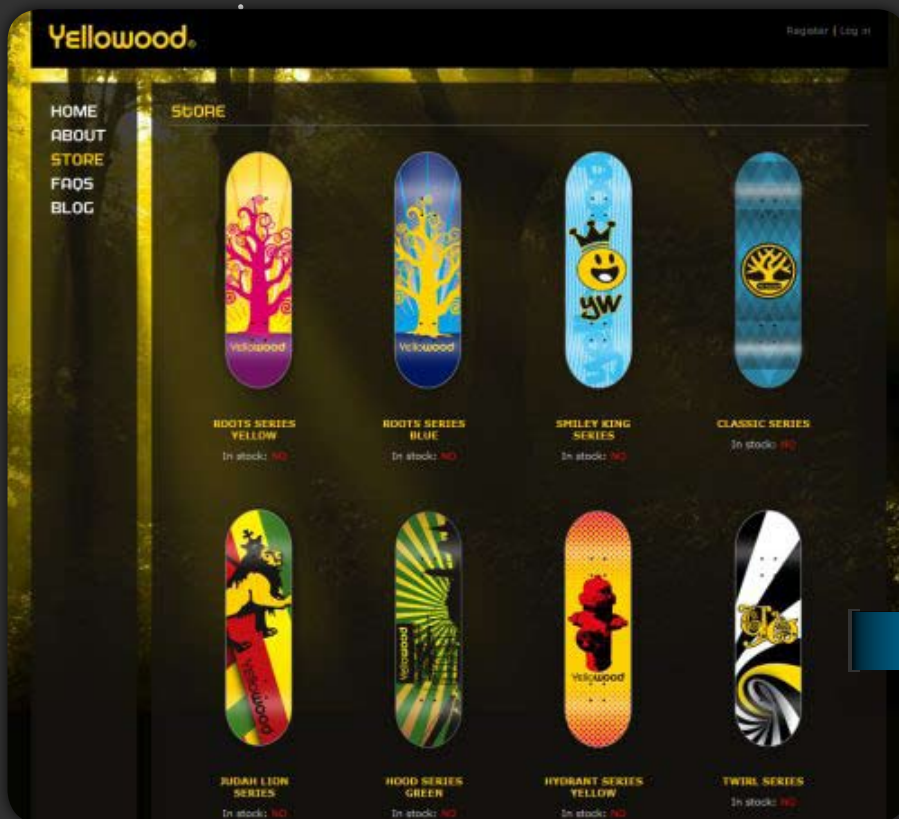 Yellowood®
Register | Log in
HOME
ABOUT
STORE
FAQS
BLOG
STORE
Yellowood
Yellowood
YW
ROOTS SERIES
YELLOW
In stock: NO
ROOTS SERIES
BLUE
In stock: NO
SMILEY KING
SERIES
In stock: NO
CLASSIC SERIES
In stock: NO
Yellowood
Yellowood
Yellowood
JUDAH LION
SERIES
In stock: NO
HOOD SERIES
GREEN
In stock: NO
HYDRANT SERIES
YELLOW
In stock: NO
TWIRL SERIES
In stock: NO